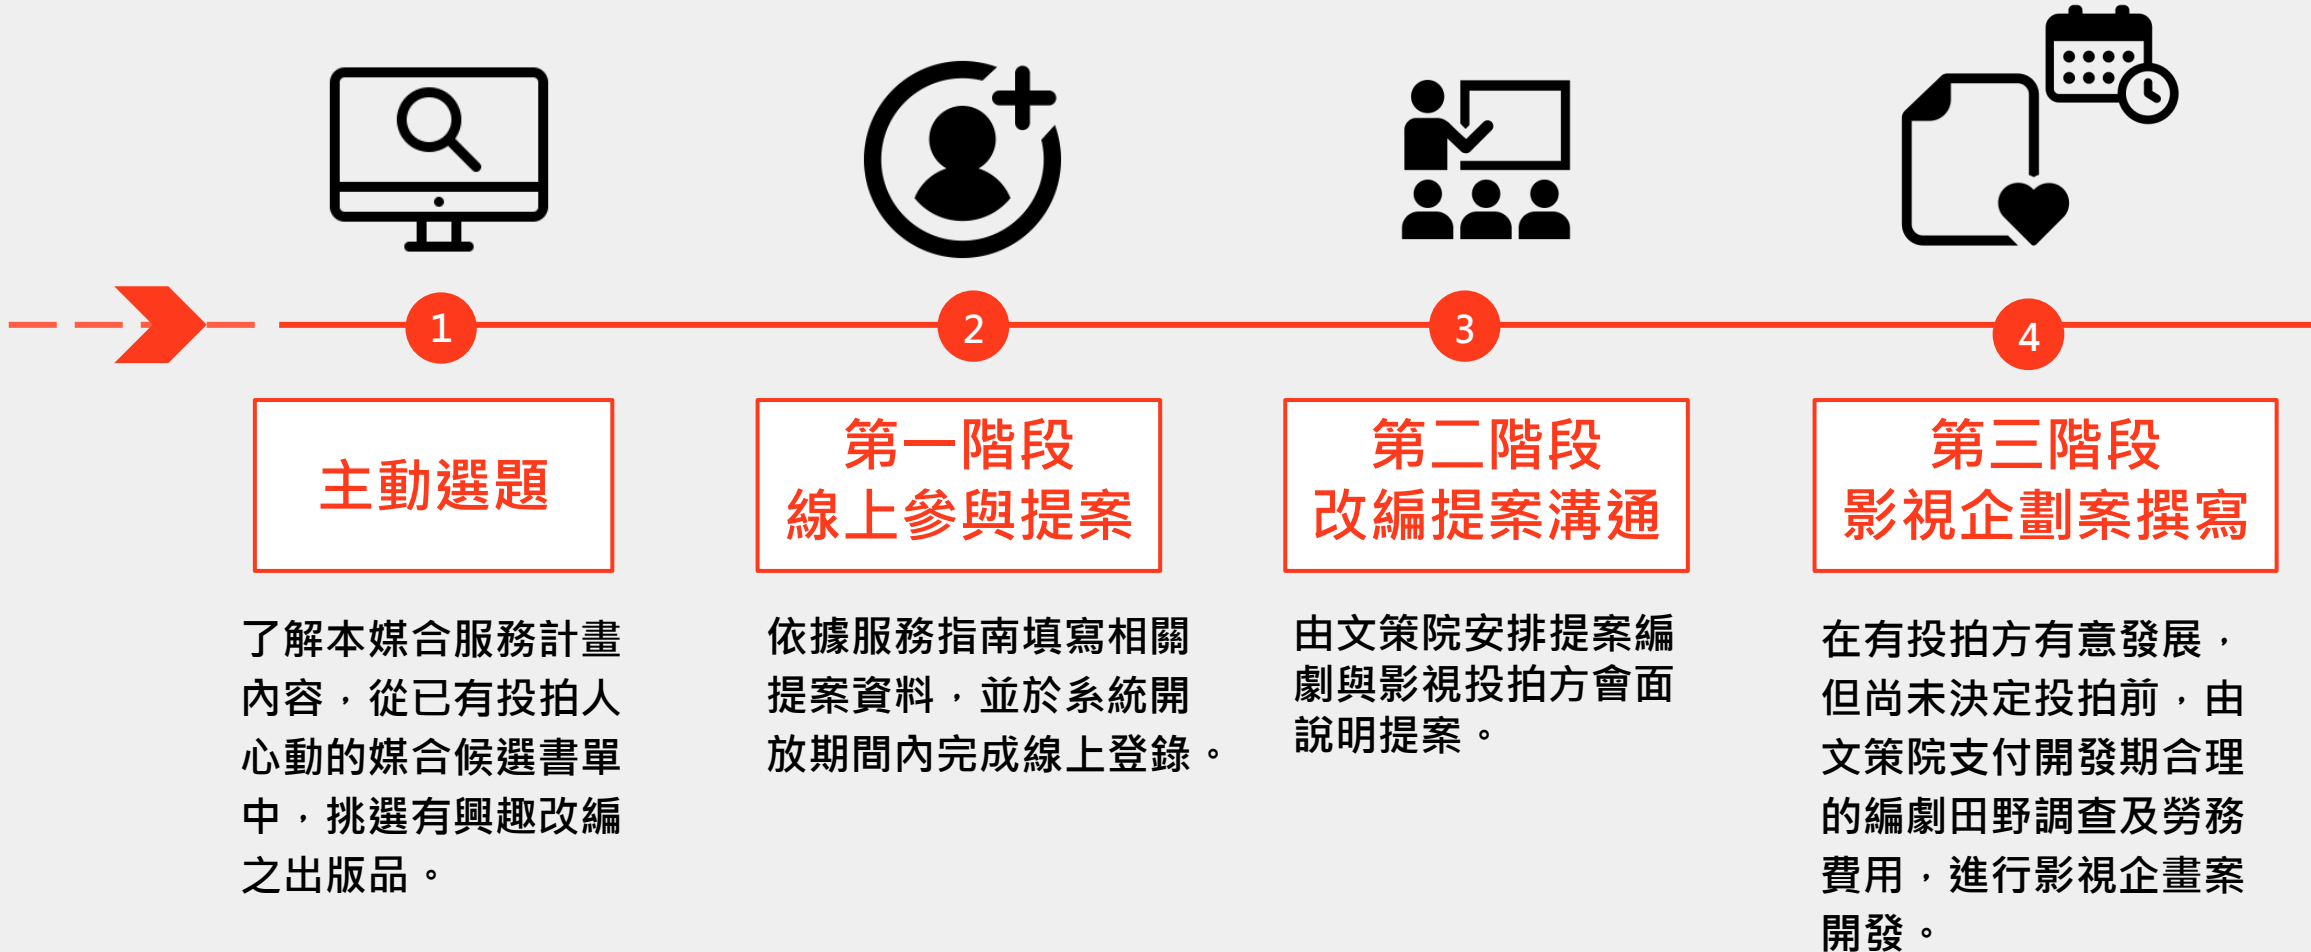 1
主動選題
了解本媒合服務計畫
內容，從已有投拍人
心動的媒合候選書單
中，挑選有興趣改編
之出版品。
2
第一階段
線上參與提案
依據服務指南填寫相關
提案資料，並於系統開
放期間內完成線上登錄。
3
第二階段
改編提案溝通
由文策院安排提案編
劇與影視投拍方會面
說明提案。
4
第三階段
影視企劃案撰寫
在有投拍方有意發展，
但尚未決定投拍前，由
文策院支付開發期合理
的編劇田野調查及勞務
費用，進行影視企畫案
開發。